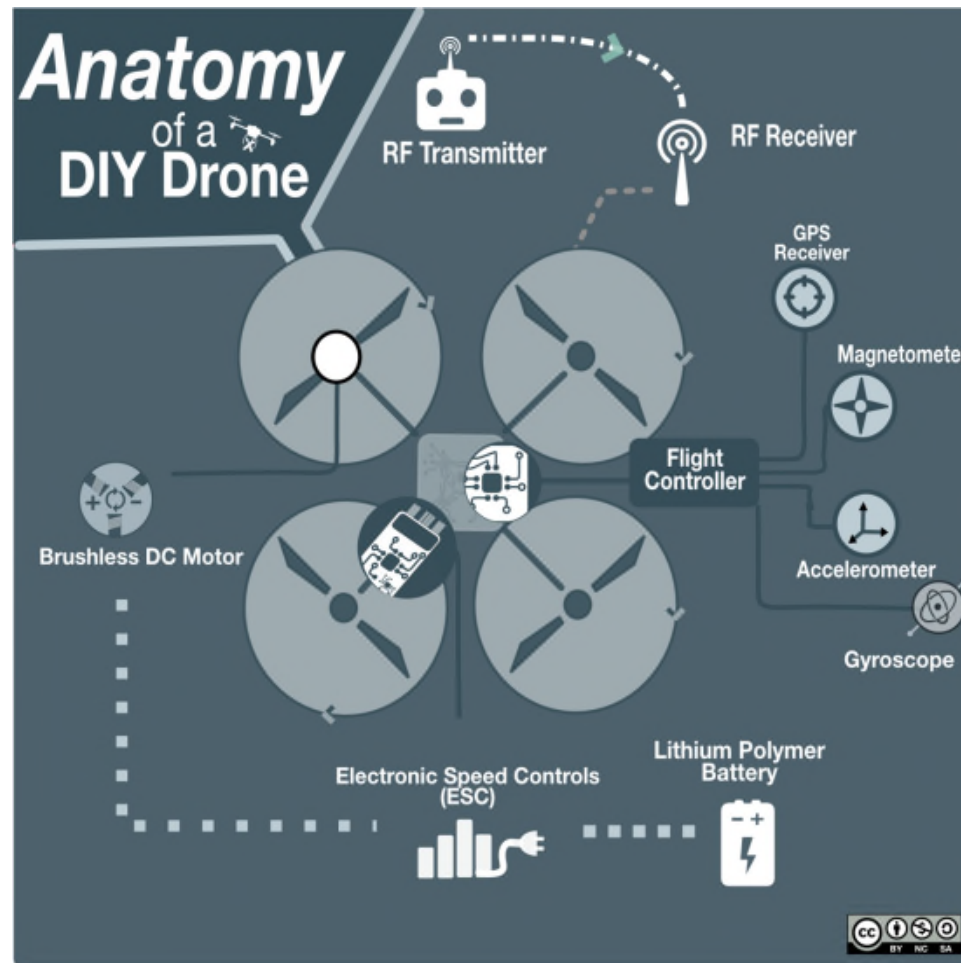 Anatomy
of a
DIY Drone
RF Transmitter
RF Receiver
GPS
Receiver
Magnetomete
Flight
Controller
Accelerometer
Gyroscope
+ -
Brushless DC Motor
Electronic Speed Controls
(ESC)
Lithium Polymer
Battery
- +
cc
BY NC SA